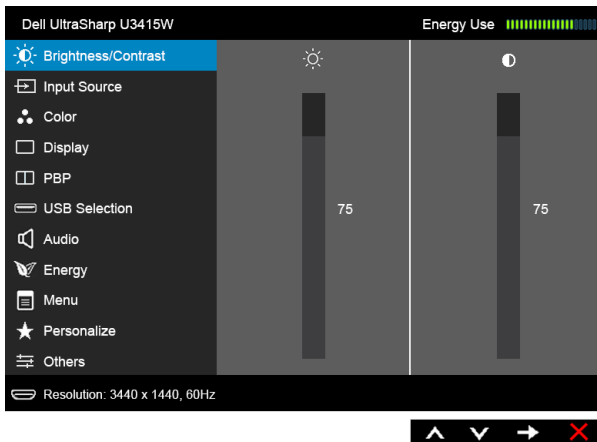 Dell UltraSharp U3415W
Energy Use
Brightness/Contrast
Input Source
Color
Display
PBP
USB Selection
75
75
Audio
Energy
Menu
Personalize
Others
Resolution: 3440 x 1440, 60Hz